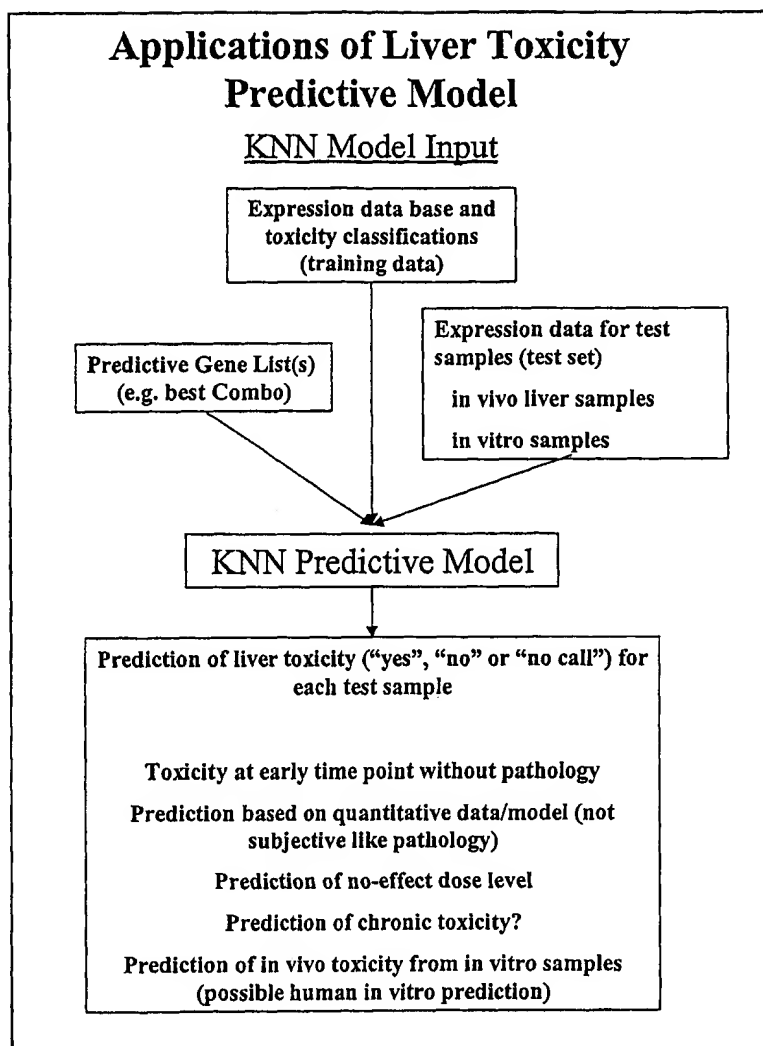 Applications of Liver Toxicity
Predictive Model
KNN Model Input
Expression data base and
toxicity classifications
(training data)
Predictive Gene List(s)
(e.g. best Combo)
Expression data for test
samples (test set)
in vivo liver samples
in vitro samples
KNN Predictive Model
Prediction of liver toxicity (“yes”, “no” or “no call”) for
each test sample
Toxicity at early time point without pathology
Prediction based on quantitative data/model (not
subjective like pathology)
Prediction of no-effect dose level
Prediction of chronic toxicity?
Prediction of in vivo toxicity from in vitro samples
(possible human in vitro prediction)